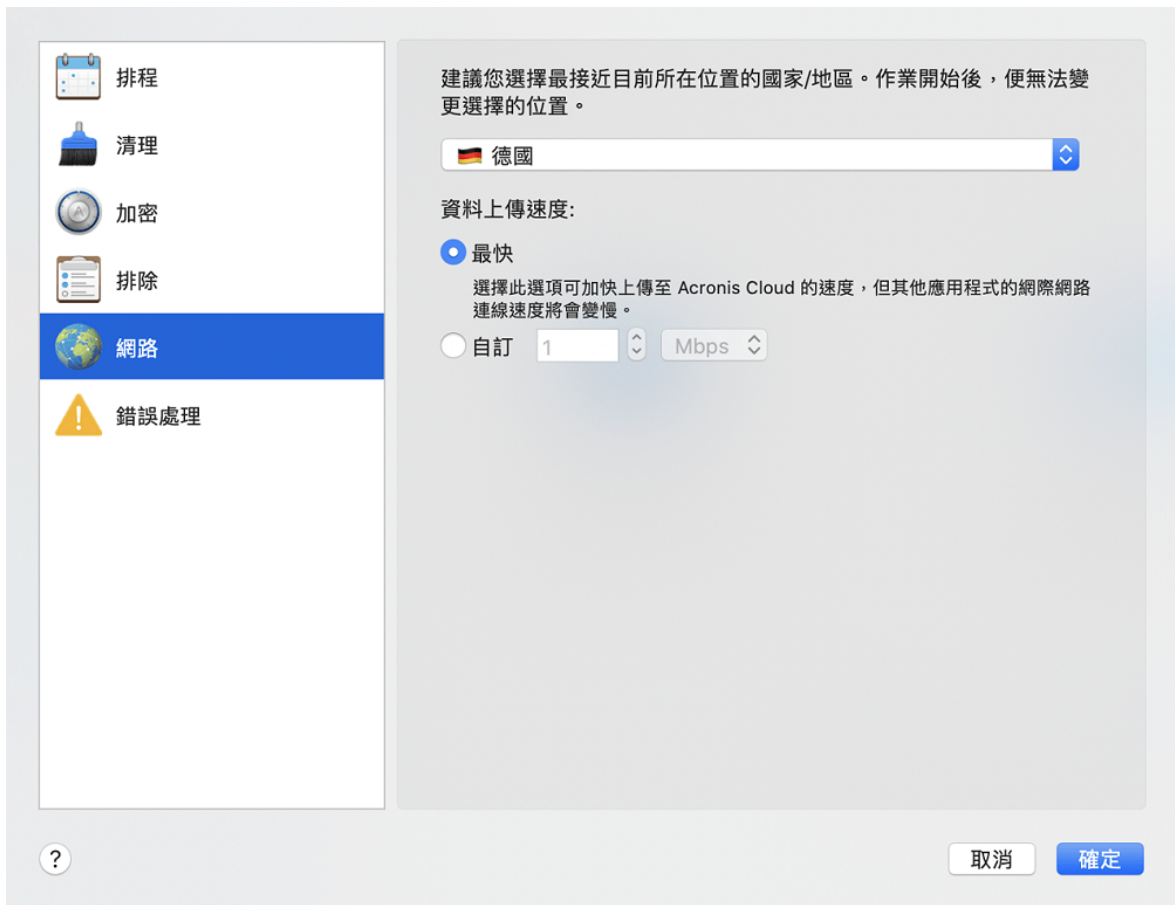 排程
清理
加密
排除
網路
錯誤處理
建議您選擇最接近目前所在位置的國家/地區。作業開始後，便無法變
更選擇的位置。
德國
資料上傳速度:
最快
選擇此選項可加快上傳至 Acronis Cloud 的速度，但其他應用程式的網際網路
連線速度將會變慢。
自訂 1 Mbps
?
取消 確定